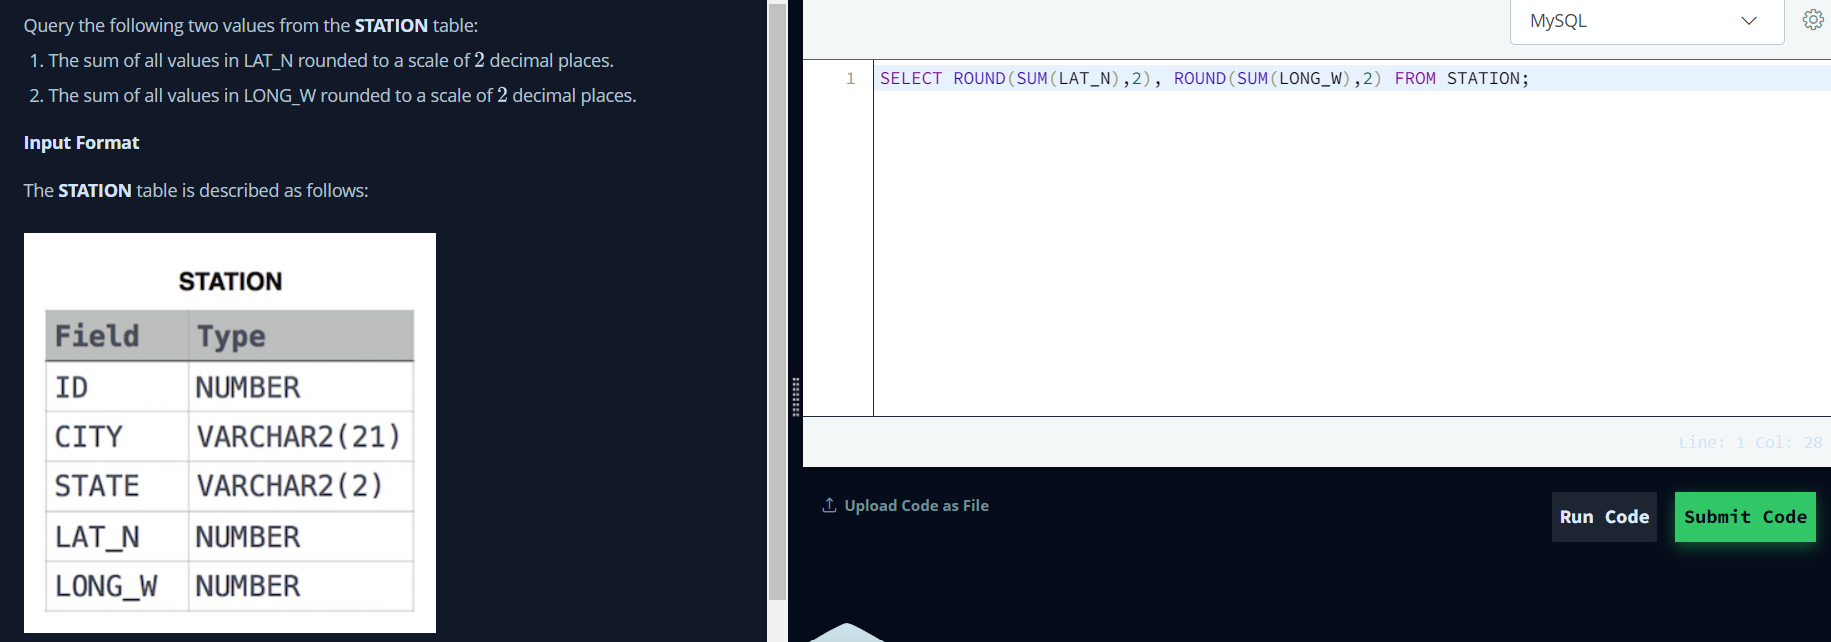 Query the following two values from the STATION table:
1. The sum of all values in LAT_N rounded to a scale of 2 decimal places.
2. The sum of all values in LONG_W rounded to a scale of 2 decimal places.
Input Format
The STATION table is described as follows:
STATION
Field Type
ID NUMBER
CITY VARCHAR2(21)
STATE VARCHAR2(2)
LAT_N NUMBER
LONG_W NUMBER
MySQL
1 SELECT ROUND(SUM(LAT_N),2), ROUND(SUM(LONG_W),2) FROM STATION;
Line: 1 Col: 28
Upload Code as File
Run Code
Submit Code